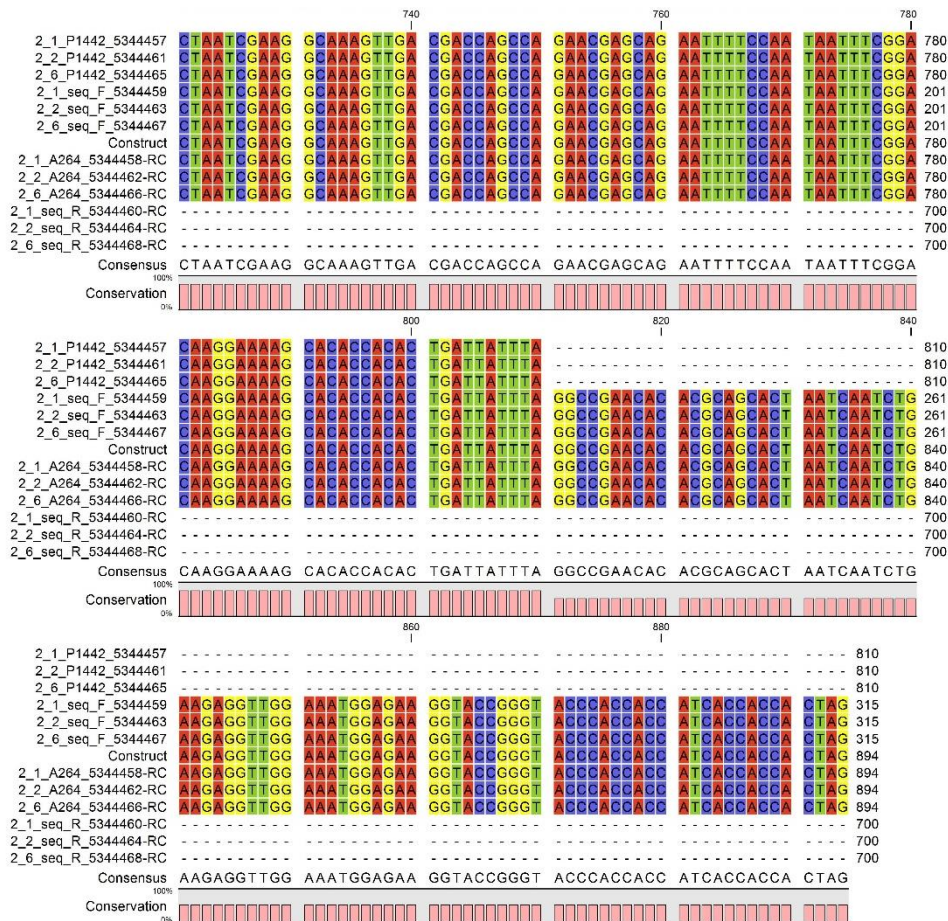 740 760 780
2_1_P1442_5344457 CTAATCGAAG GCAAAGTTGA CGACCAGCCA GAACGAGCAG AATTTTCCAA TAATTTCGGA 780
2_2_P1442_5344461 CTAATCGAAG GCAAAGTTGA CGACCAGCCA GAACGAGCAG AATTTTCCAA TAATTTCGGA 780
2_6_P1442_5344465 CTAATCGAAG GCAAAGTTGA CGACCAGCCA GAACGAGCAG AATTTTCCAA TAATTTCGGA 780
2_1_seq_F_5344459 CTAATCGAAG GCAAAGTTGA CGACCAGCCA GAACGAGCAG AATTTTCCAA TAATTTCGGA 201
2_2_seq_F_5344463 CTAATCGAAG GCAAAGTTGA CGACCAGCCA GAACGAGCAG AATTTTCCAA TAATTTCGGA 201
2_6_seq_F_5344467 CTAATCGAAG GCAAAGTTGA CGACCAGCCA GAACGAGCAG AATTTTCCAA TAATTTCGGA 201
Construct CTAATCGAAG GCAAAGTTGA CGACCAGCCA GAACGAGCAG AATTTTCCAA TAATTTCGGA 780
2_1_A264_5344458-RC CTAATCGAAG GCAAAGTTGA CGACCAGCCA GAACGAGCAG AATTTTCCAA TAATTTCGGA 780
2_2_A264_5344462-RC CTAATCGAAG GCAAAGTTGA CGACCAGCCA GAACGAGCAG AATTTTCCAA TAATTTCGGA 780
2_6_A264_5344466-RC CTAATCGAAG GCAAAGTTGA CGACCAGCCA GAACGAGCAG AATTTTCCAA TAATTTCGGA 780
2_1_seq_R_5344460-RC ---------- ---------- ---------- ---------- ---------- ---------- 700
2_2_seq_R_5344464-RC ---------- ---------- ---------- ---------- ---------- ---------- 700
2_6_seq_R_5344468-RC ---------- ---------- ---------- ---------- ---------- ---------- 700
Consensus CTAATCGAAG GCAAAGTTGA CGACCAGCCA GAACGAGCAG AATTTTCCAA TAATTTCGGA
100%
Conservation
0%
800 820 840
2_1_P1442_5344457 CAAGGAAAAG CACACCACAC TGATTATTTA ---------- ---------- ---------- 810
2_2_P1442_5344461 CAAGGAAAAG CACACCACAC TGATTATTTA ---------- ---------- ---------- 810
2_6_P1442_5344465 CAAGGAAAAG CACACCACAC TGATTATTTA ---------- ---------- ---------- 810
2_1_seq_F_5344459 CAAGGAAAAG CACACCACAC TGATTATTTA GGCCGAACAC ACGCAGCACT AATCAATCTG 261
2_2_seq_F_5344463 CAAGGAAAAG CACACCACAC TGATTATTTA GGCCGAACAC ACGCAGCACT AATCAATCTG 261
2_6_seq_F_5344467 CAAGGAAAAG CACACCACAC TGATTATTTA GGCCGAACAC ACGCAGCACT AATCAATCTG 261
Construct CAAGGAAAAG CACACCACAC TGATTATTTA GGCCGAACAC ACGCAGCACT AATCAATCTG 840
2_1_A264_5344458-RC CAAGGAAAAG CACACCACAC TGATTATTTA GGCCGAACAC ACGCAGCACT AATCAATCTG 840
2_2_A264_5344462-RC CAAGGAAAAG CACACCACAC TGATTATTTA GGCCGAACAC ACGCAGCACT AATCAATCTG 840
2_6_A264_5344466-RC CAAGGAAAAG CACACCACAC TGATTATTTA GGCCGAACAC ACGCAGCACT AATCAATCTG 840
2_1_seq_R_5344460-RC ---------- ---------- ---------- ---------- ---------- ---------- 700
2_2_seq_R_5344464-RC ---------- ---------- ---------- ---------- ---------- ---------- 700
2_6_seq_R_5344468-RC ---------- ---------- ---------- ---------- ---------- ---------- 700
Consensus CAAGGAAAAG CACACCACAC TGATTATTTA GGCCGAACAC ACGCAGCACT AATCAATCTG
100%
Conservation
0%
860 880
2_1_P1442_5344457 ---------- ---------- ---------- ---------- ---------- ---- 810
2_2_P1442_5344461 ---------- ---------- ---------- ---------- ---------- ---- 810
2_6_P1442_5344465 ---------- ---------- ---------- ---------- ---------- ---- 810
2_1_seq_F_5344459 AAGAGGTTGG AAATGGAGAA GGTACCGGGT ACCCACCACC ATCACCACCA CTAG 315
2_2_seq_F_5344463 AAGAGGTTGG AAATGGAGAA GGTACCGGGT ACCCACCACC ATCACCACCA CTAG 315
2_6_seq_F_5344467 AAGAGGTTGG AAATGGAGAA GGTACCGGGT ACCCACCACC ATCACCACCA CTAG 315
Construct AAGAGGTTGG AAATGGAGAA GGTACCGGGT ACCCACCACC ATCACCACCA CTAG 894
2_1_A264_5344458-RC AAGAGGTTGG AAATGGAGAA GGTACCGGGT ACCCACCACC ATCACCACCA CTAG 894
2_2_A264_5344462-RC AAGAGGTTGG AAATGGAGAA GGTACCGGGT ACCCACCACC ATCACCACCA CTAG 894
2_6_A264_5344466-RC AAGAGGTTGG AAATGGAGAA GGTACCGGGT ACCCACCACC ATCACCACCA CTAG 894
2_1_seq_R_5344460-RC ---------- ---------- ---------- ---------- ---------- ---- 700
2_2_seq_R_5344464-RC ---------- ---------- ---------- ---------- ---------- ---- 700
2_6_seq_R_5344468-RC ---------- ---------- ---------- ---------- ---------- ---- 700
Consensus AAGAGGTTGG AAATGGAGAA GGTACCGGGT ACCCACCACC ATCACCACCA CTAG
100%
Conservation
0%